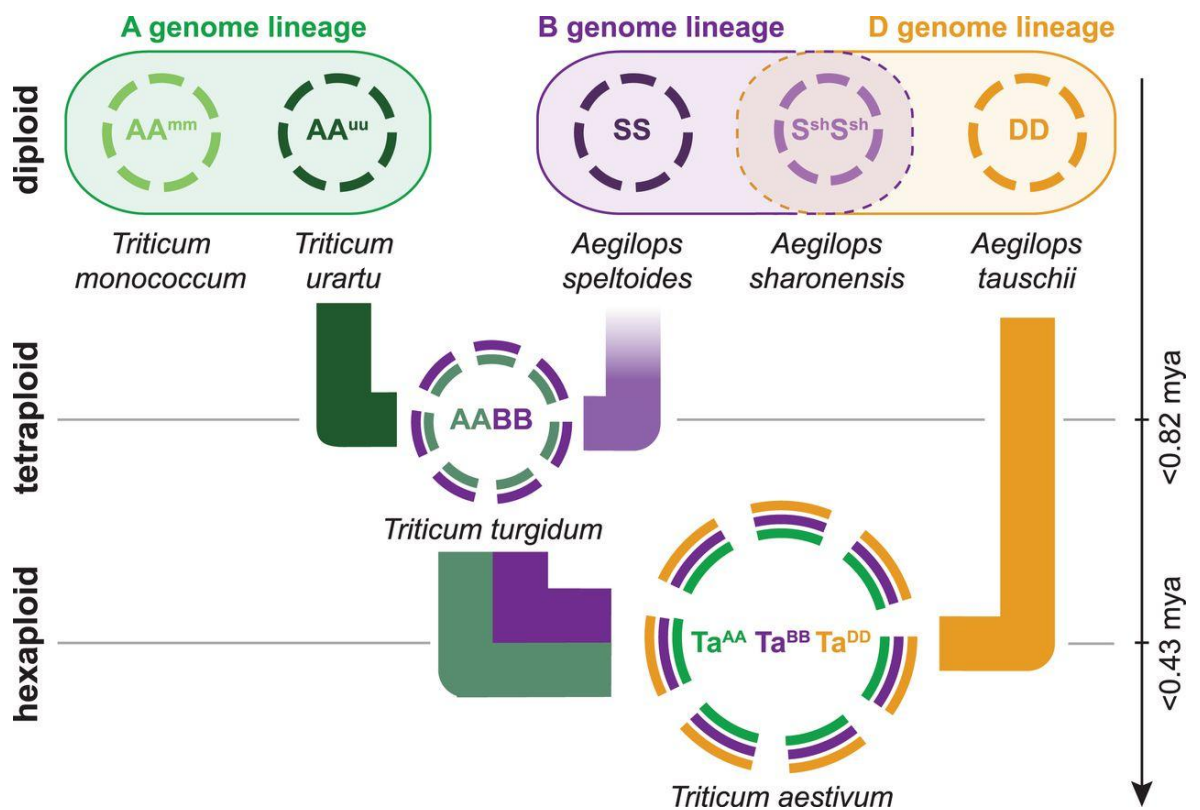 A genome lineage
B genome lineage
D genome lineage
diploid
AAᵐᵐ
AAᵘᵘ
SS
SˢʰSˢʰ
DD
Triticum
monococcum
Triticum
urartu
Aegilops
speltoides
Aegilops
sharonensis
Aegilops
tauschii
tetraploid
AABB
<0.82 mya
Triticum turgidum
hexaploid
Taᴬᴬ Taᴮᴮ Taᴰᴰ
<0.43 mya
Triticum aestivum